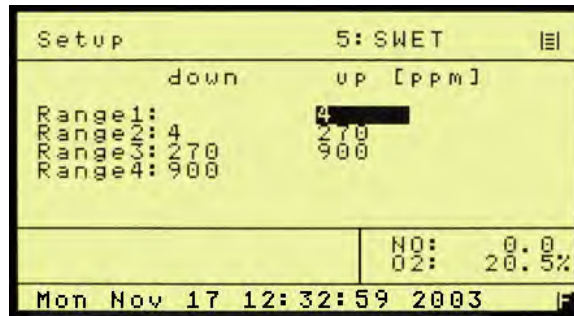 Setup 5: SWET
down up [ppm]
Range1: 4
Range2: 4 270
Range3: 270 900
Range4: 900
NO: 0.0
O2: 20.5%
Mon Nov 17 12:32:59 2003 F